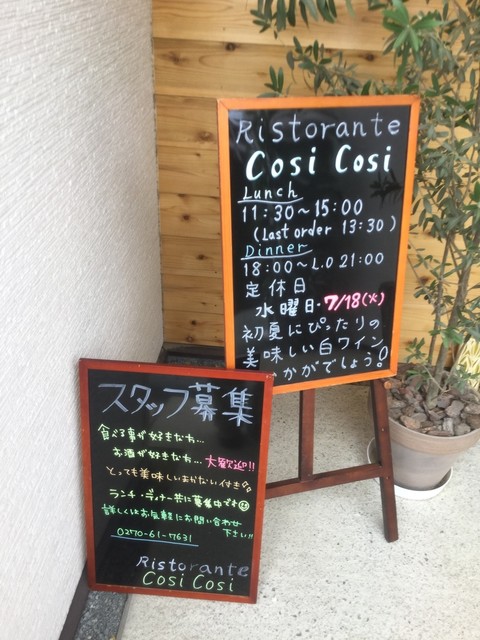 Ristorante
Cosi Cosi
Lunch
11:30～15:00
(Last order 13:30)
Dinner
18:00～L.O 21:00
定休日
水曜日・7/18(火)
初夏にぴったりの
美味しい白ワイン
かがでしょう。
スタッフ募集
食べる事が好きな方...
お酒が好きな方...大歓迎!!
とっても美味しいまかない付き
ランチ・ディナー共に募集中です
詳しくはお気軽にお問い合わせ
下さい!!
0270-61-7631
Ristorante
Cosi Cosi